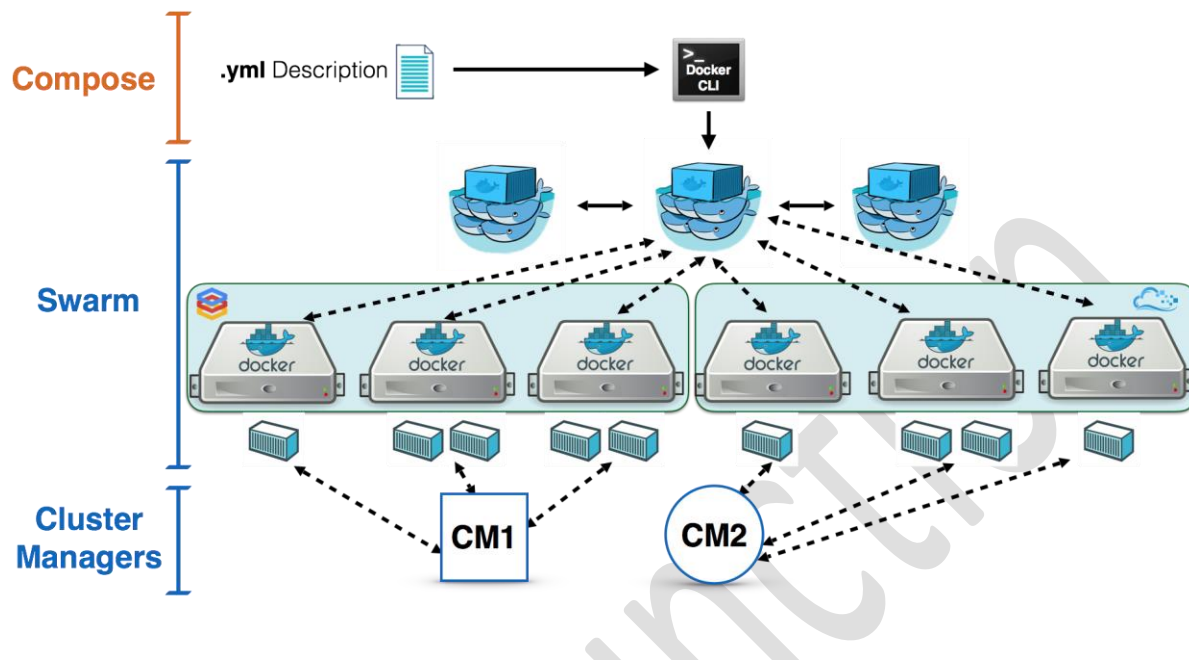 Compose
.yml Description
>_
Docker
CLI
Swarm
docker
docker
docker
docker
docker
docker
Cluster
Managers
CM1
CM2